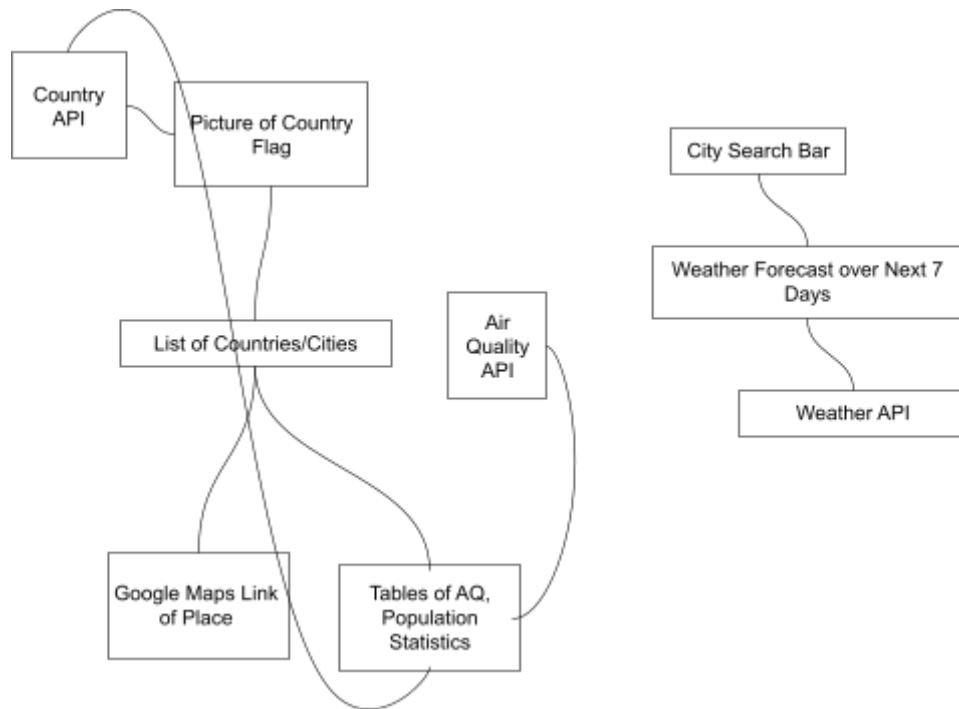 Country
API
Picture of Country
Flag
City Search Bar
Weather Forecast over Next 7
Days
List of Countries/Cities
Air
Quality
API
Weather API
Google Maps Link
of Place
Tables of AQ,
Population
Statistics